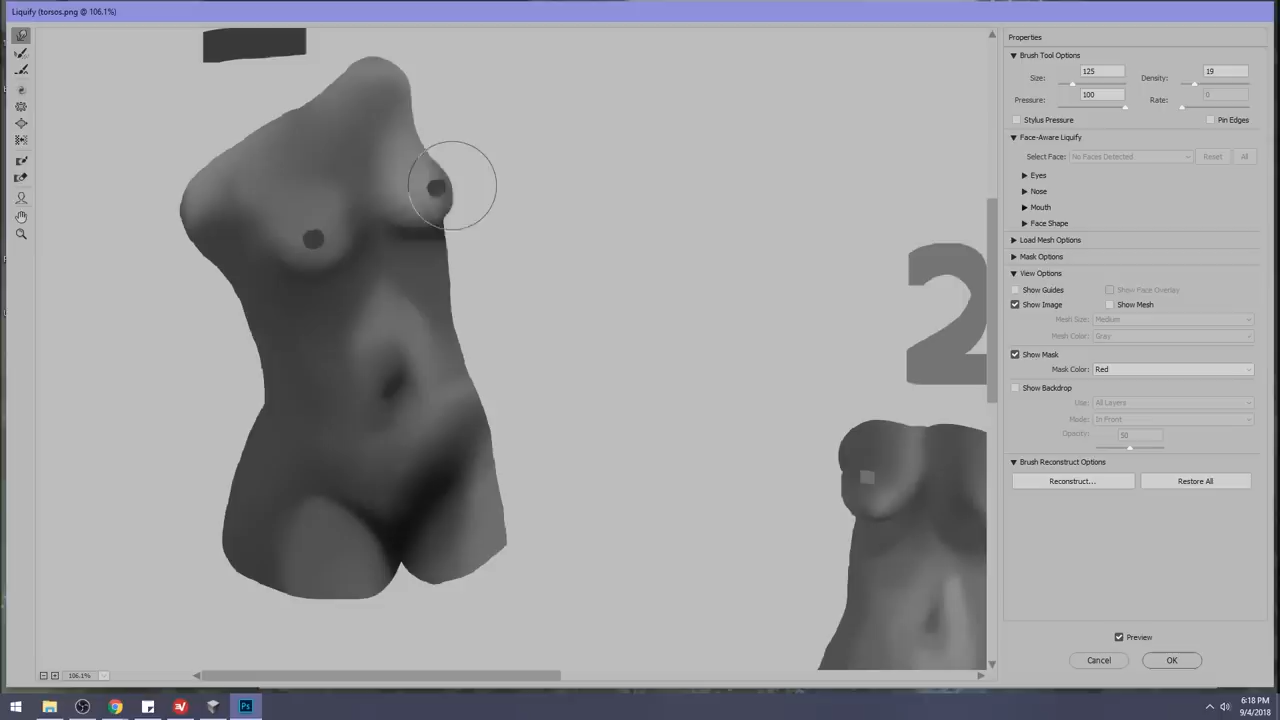 Liquify (torsos.png @ 106.1%)
Properties
Brush Tool Options
Size: 125 Density: 19
Pressure: 100 Rate: 0
Stylus Pressure Pin Edges
Face-Aware Liquify
Select Face: No Faces Detected Reset All
Eyes
Nose
Mouth
Face Shape
Load Mesh Options
Mask Options
View Options
Show Guides Show Face Overlay
Show Image Show Mesh
Mesh Size: Medium
Mesh Color: Gray
Show Mask
Mask Color: Red
Show Backdrop
Use: All Layers
Mode: In Front
Opacity: 50
Brush Reconstruct Options
Reconstruct... Restore All
2
Preview
Cancel OK
106.1%
Ps
6:18 PM
9/4/2018